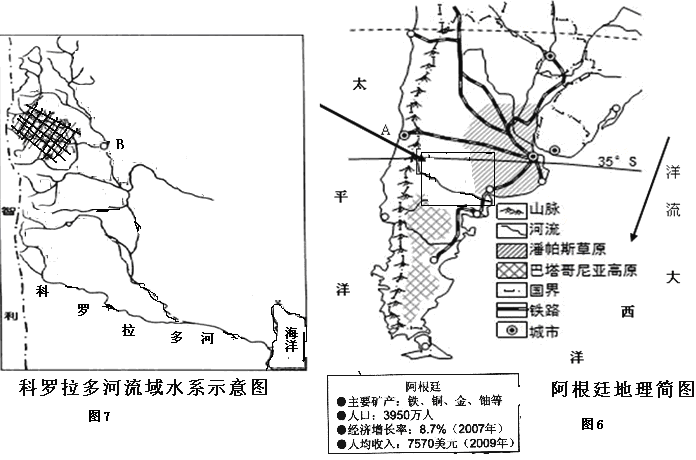 B
智
利
科
罗
拉
多
河
海洋
科罗拉多河流域水系示意图
图7
太
平
洋
A
35° S
洋
流
大
西
洋
山脉
河流
潘帕斯草原
巴塔哥尼亚高原
国界
铁路
城市
阿根廷
●主要矿产：铁、铜、金、铀等
●人口：3950万人
●经济增长率：8.7%（2007年）
●人均收入：7570美元（2009年）
阿根廷地理简图
图6